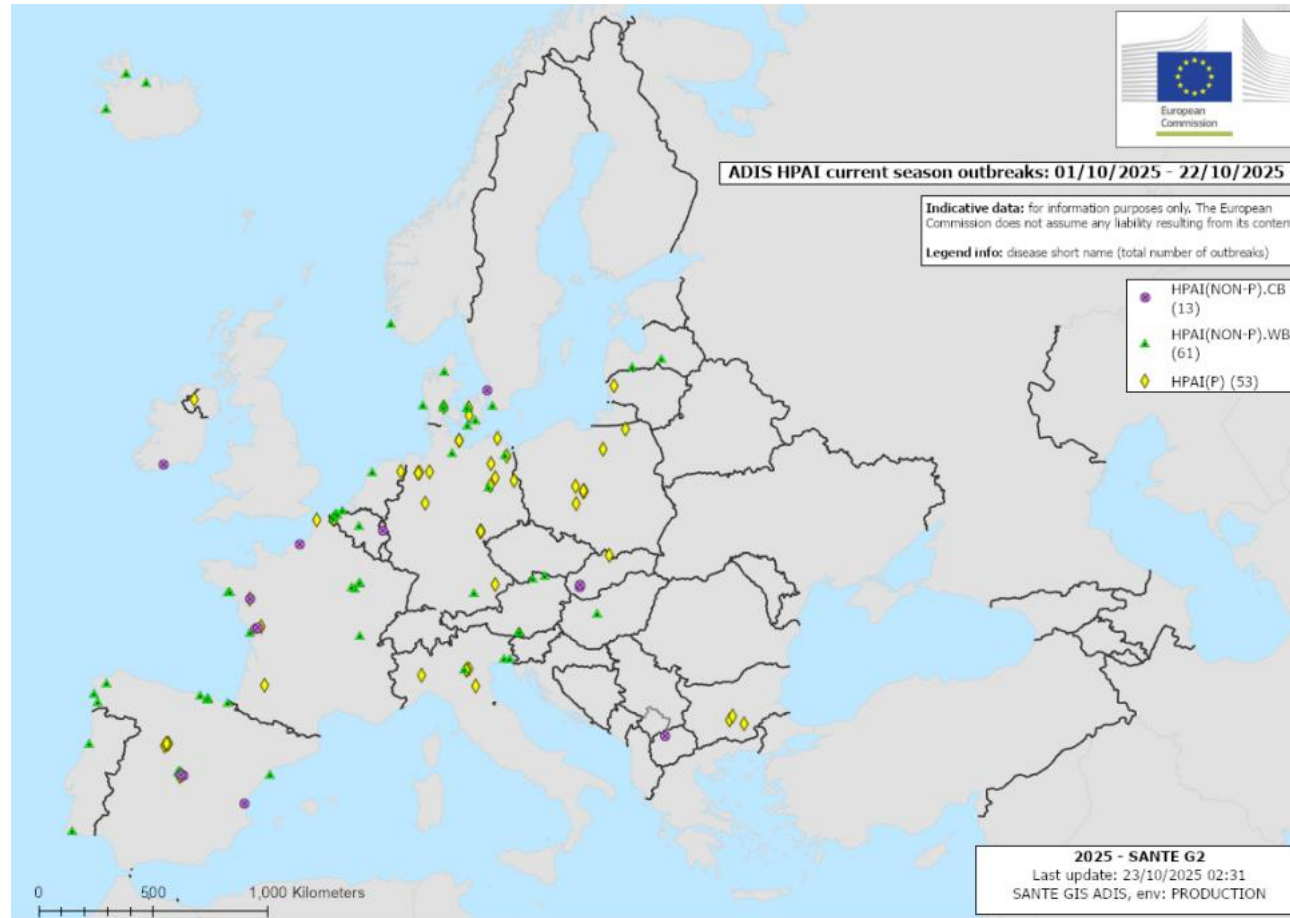 European
Commission
ADIS HPAI current season outbreaks: 01/10/2025 - 22/10/2025
Indicative data: for information purposes only. The European
Commission does not assume any liability resulting from its conten
Legend info: disease short name (total number of outbreaks)
HPAI(NON-P).CB
(13)
HPAI(NON-P).WB
(61)
HPAI(P) (53)
2025 - SANTE G2
Last update: 23/10/2025 02:31
SANTE GIS ADIS, env: PRODUCTION
0 500 1,000 Kilometers